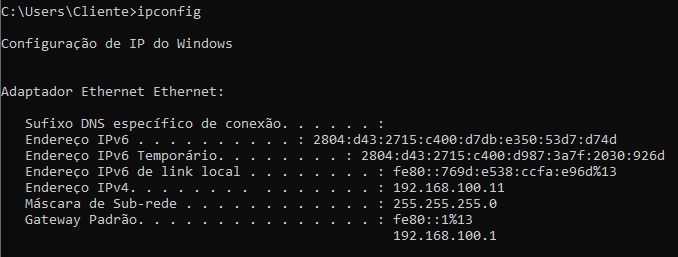 C:\Users\Cliente>ipconfig
Configuração de IP do Windows
Adaptador Ethernet Ethernet:
Sufixo DNS específico de conexão. . . . . . :
Endereço IPv6 . . . . . . . . . . : 2804:d43:2715:c400:d7db:e350:53d7:d74d
Endereço IPv6 Temporário. . . . . . . . : 2804:d43:2715:c400:d987:3a7f:2030:926d
Endereço IPv6 de link local . . . . . . . . : fe80::769d:e538:ccfa:e96d%13
Endereço IPv4. . . . . . . . . . . . . . . : 192.168.100.11
Máscara de Sub-rede . . . . . . . . . . . . : 255.255.255.0
Gateway Padrão. . . . . . . . . . . . . . . : fe80::1%13
192.168.100.1